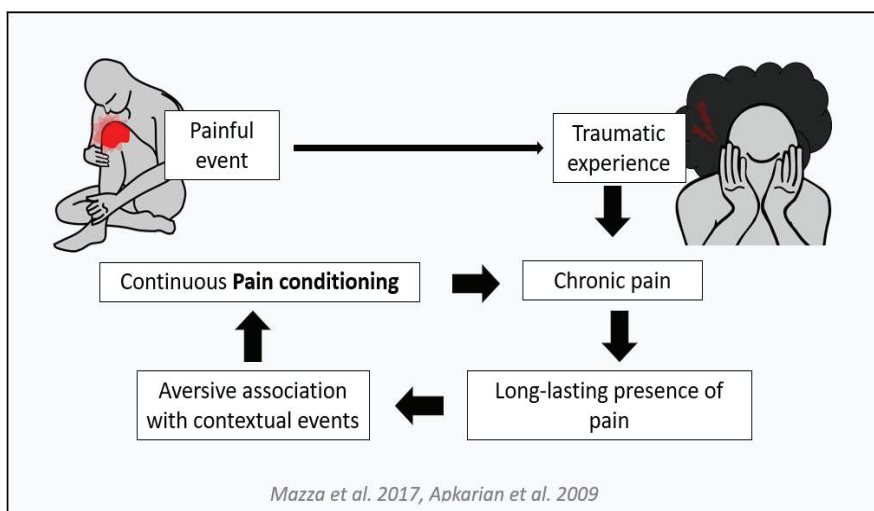 Painful
event
Traumatic
experience
Continuous Pain conditioning
Chronic pain
Aversive association
with contextual events
Long-lasting presence of
pain
Mazza et al. 2017, Apkarian et al. 2009